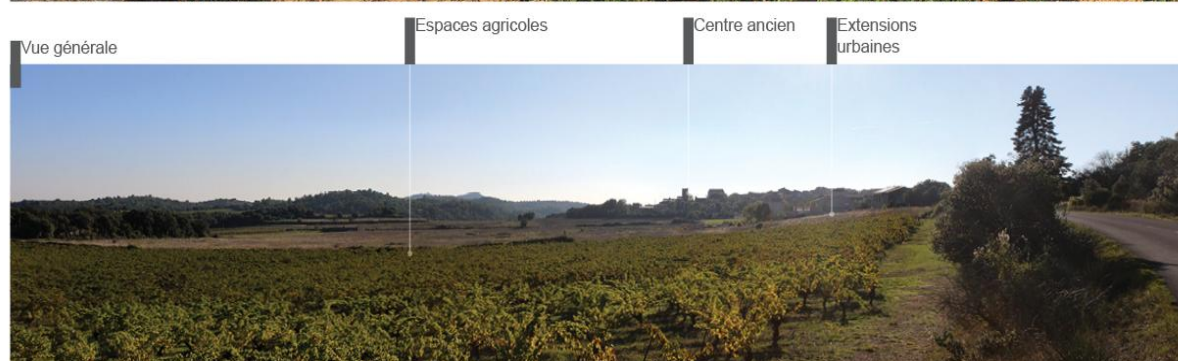 Vue générale
Espaces agricoles
Centre ancien
Extensions
urbaines